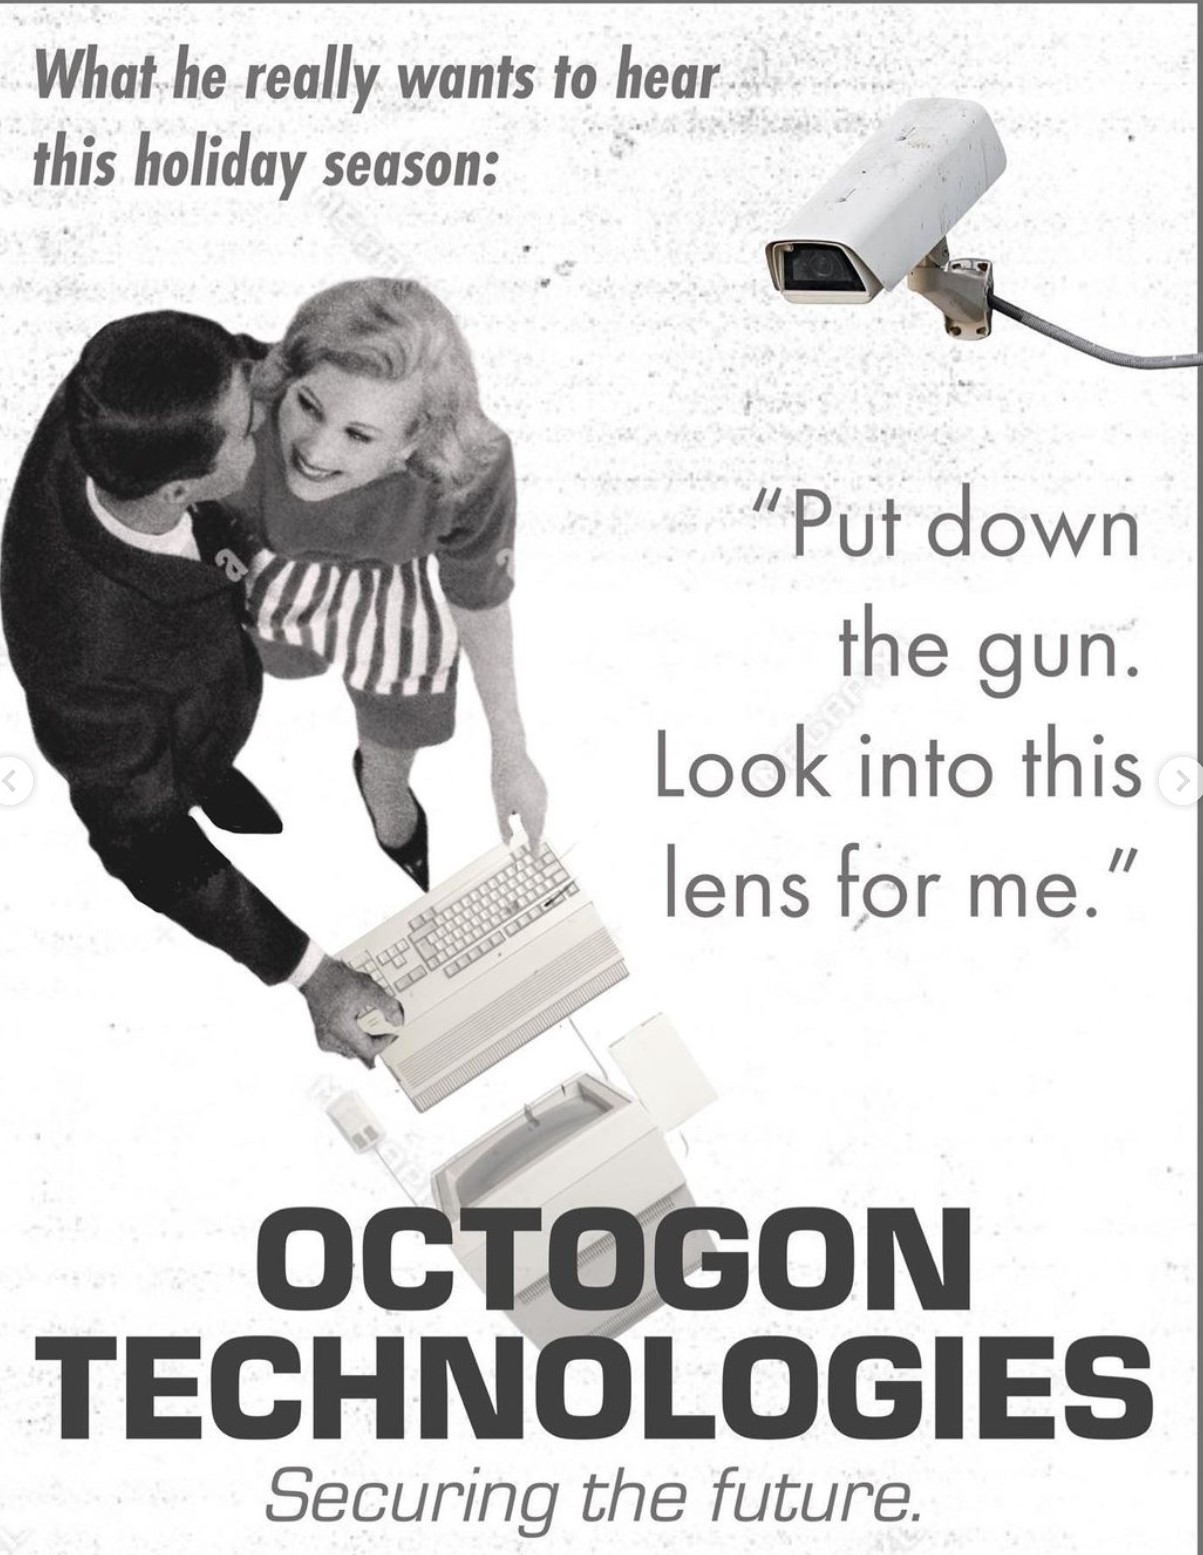 What he really wants to hear
this holiday season:
“Put down
the gun.
Look into this
lens for me.”
a
a
OCTOGON
TECHNOLOGIES
Securing the future.